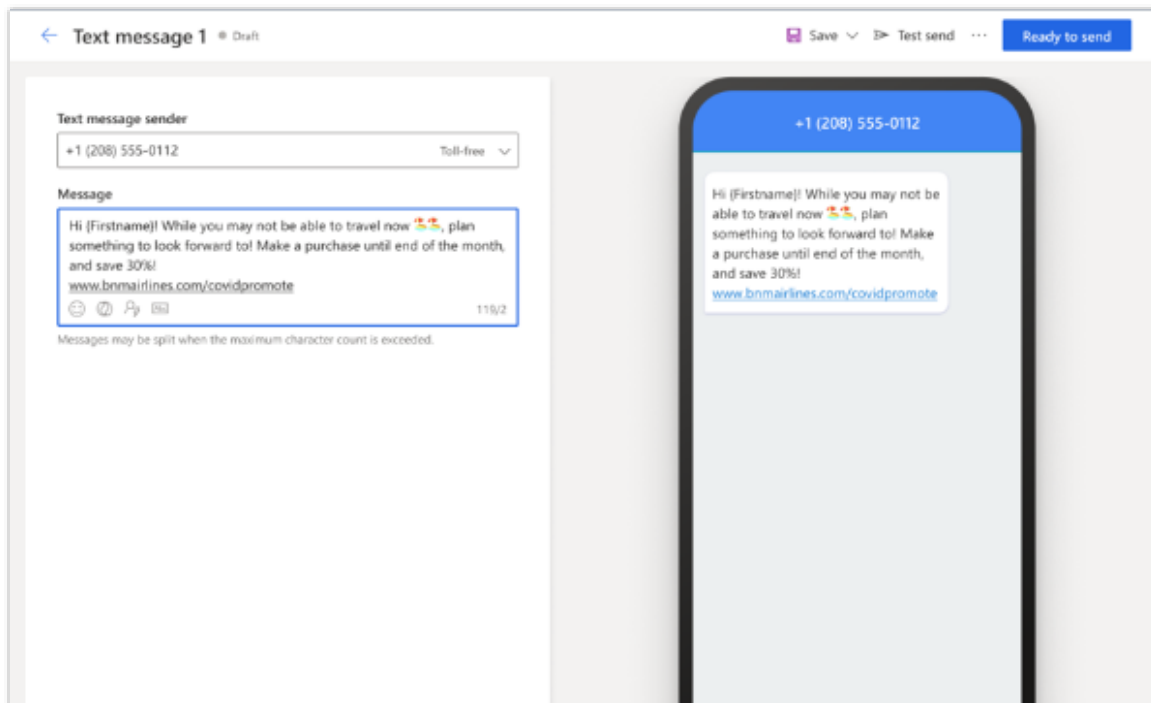 Text message 1 Draft
Save Test send ... Ready to send
Text message sender
+1 (208) 555-0112 Toll-free
Message
Hi {Firstname}! While you may not be able to travel now 🏖🏖, plan
something to look forward to! Make a purchase until end of the month,
and save 30%!
www.bnmairlines.com/covidpromote
119/2
Messages may be split when the maximum character count is exceeded.
+1 (208) 555-0112
Hi {Firstname}! While you may not be
able to travel now 🏖🏖, plan
something to look forward to! Make
a purchase until end of the month,
and save 30%!
www.bnmairlines.com/covidpromote